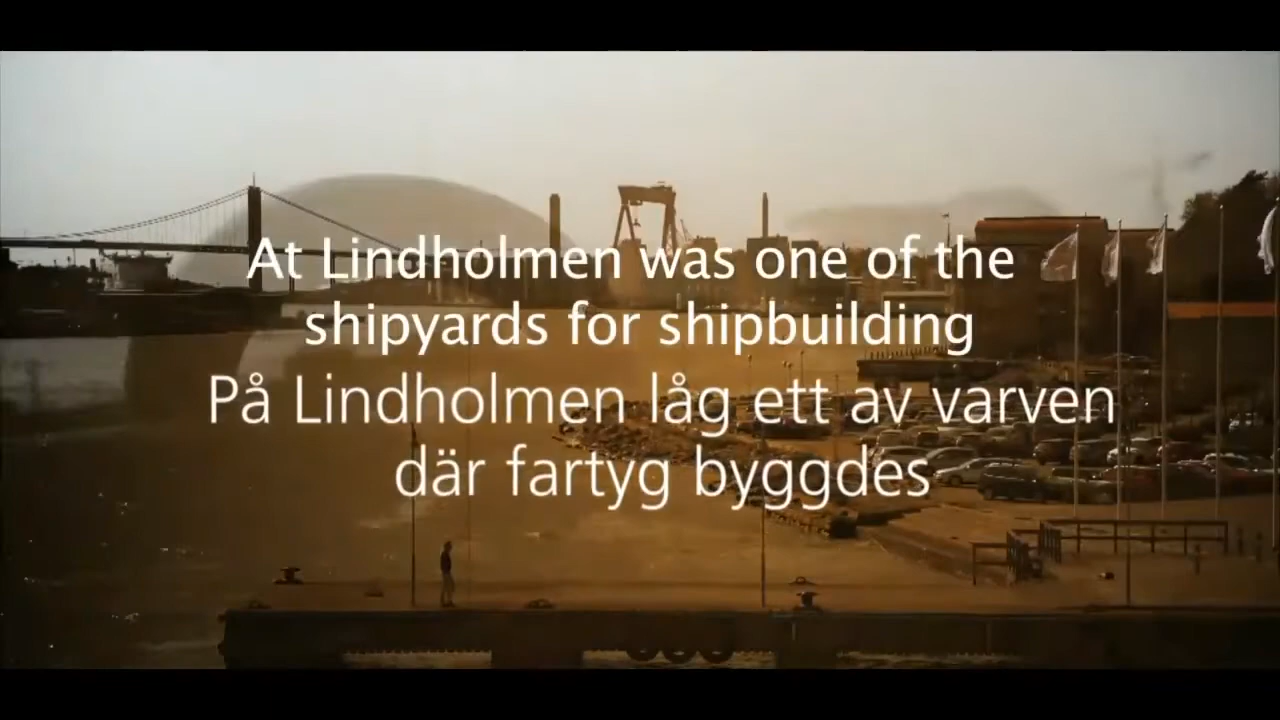 At Lindholmen was one of the
shipyards for shipbuilding
På Lindholmen låg ett av varven
där fartyg byggdes